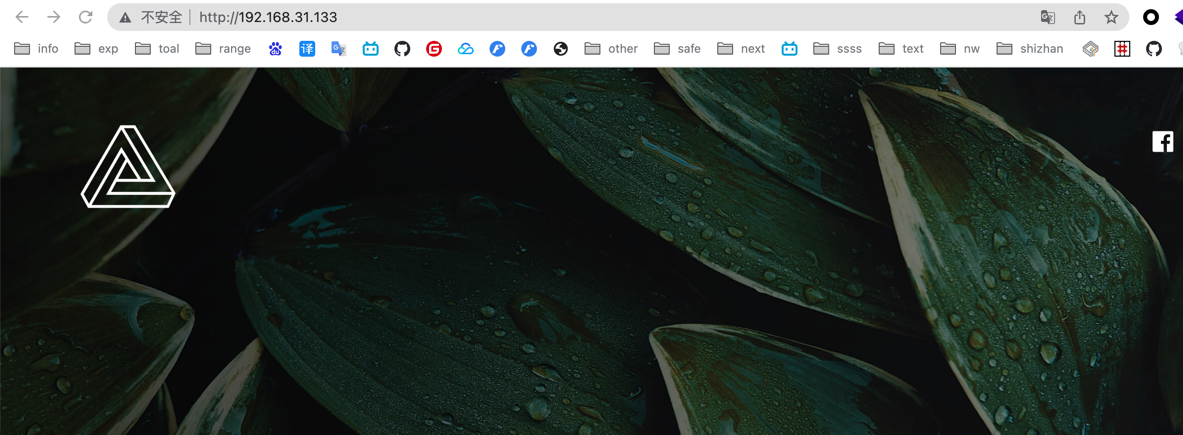 不安全 http://192.168.31.133
info exp toal range 译 other safe next ssss text nw shizhan